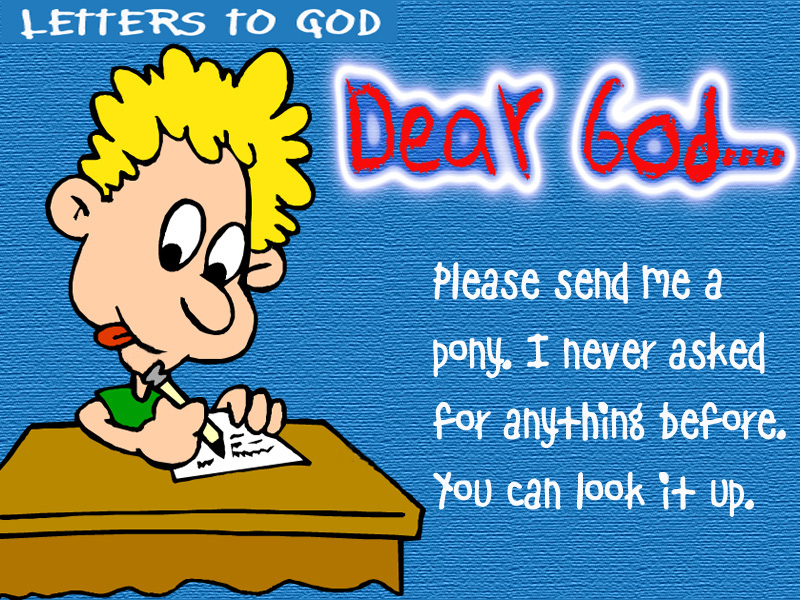 LETTERS TO GOD
Dear God....
Please send me a
pony. I never asked
for anything before.
You can look it up.